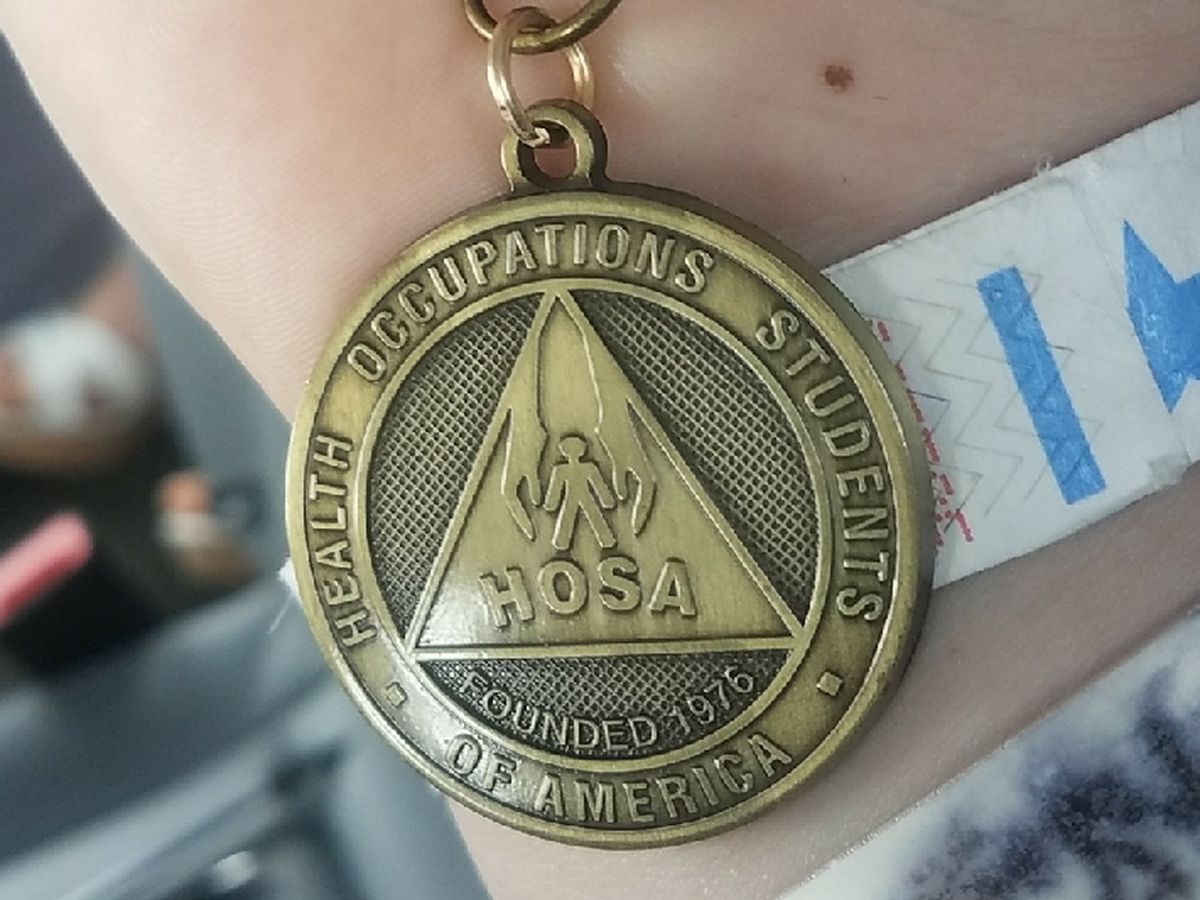 HEALTH OCCUPATIONS STUDENTS
OF AMERICA
HOSA
FOUNDED 1976